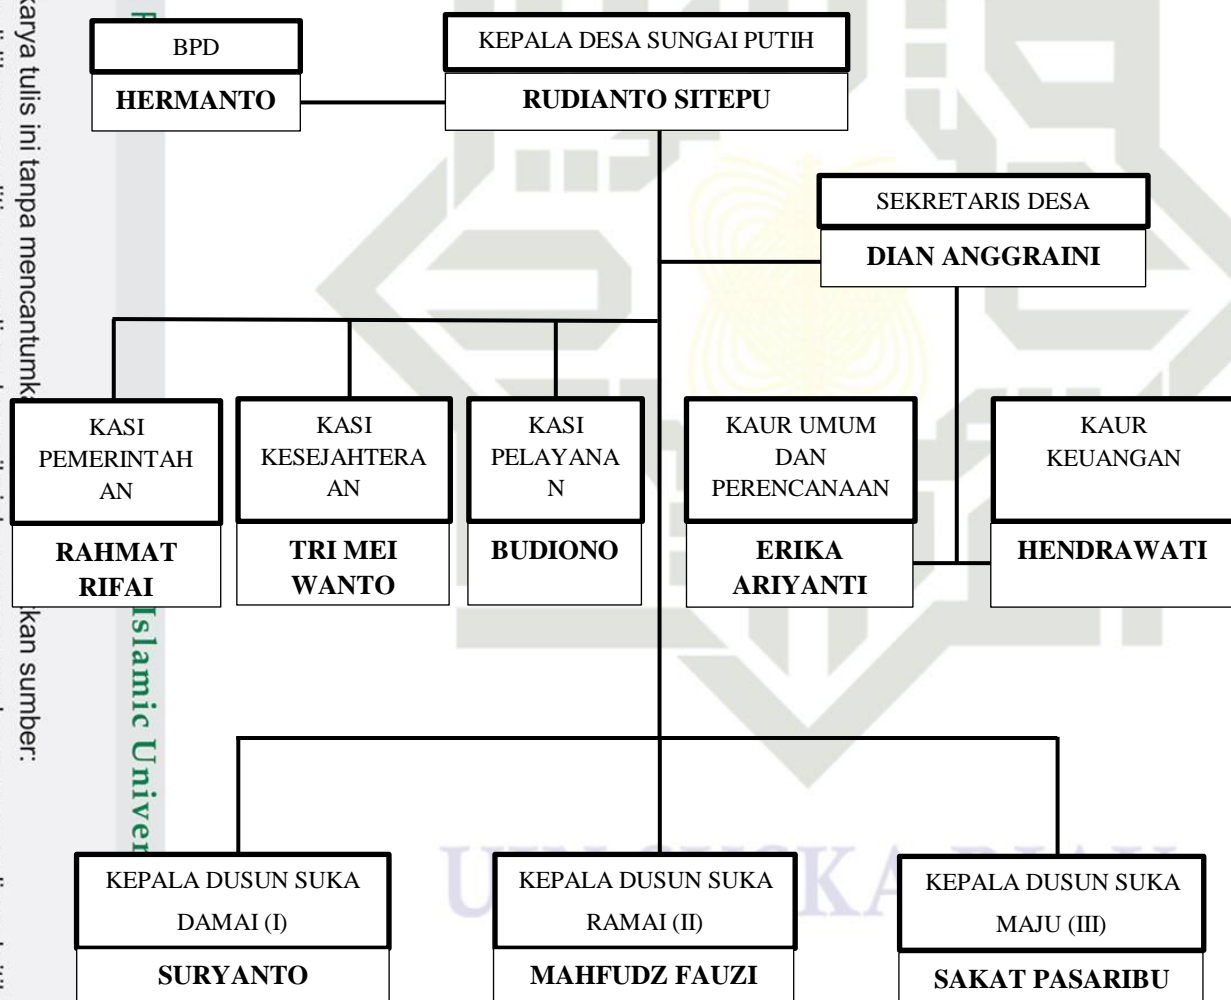 BPD
HERMANTO
KEPALA DESA SUNGAI PUTIH
RUDIANTO SITEPU
SEKRETARIS DESA
DIAN ANGGRAINI
KASI
PEMERINTAH
AN
RAHMAT
RIFAI
KASI
KESEJAHTERA
AN
TRI MEI
WANTO
KASI
PELAYANA
N
BUDIONO
KAUR UMUM
DAN
PERENCANAAN
ERIKA
ARIYANTI
KAUR
KEUANGAN
HENDRAWATI
KEPALA DUSUN SUKA
DAMAI (I)
SURYANTO
KEPALA DUSUN SUKA
RAMAI (II)
MAHFUDZ FAUZI
KEPALA DUSUN SUKA
MAJU (III)
SAKAT PASARIBU
karya tulis ini tanpa
kan sumber:
Islamic
UIN SUSKA RIAU